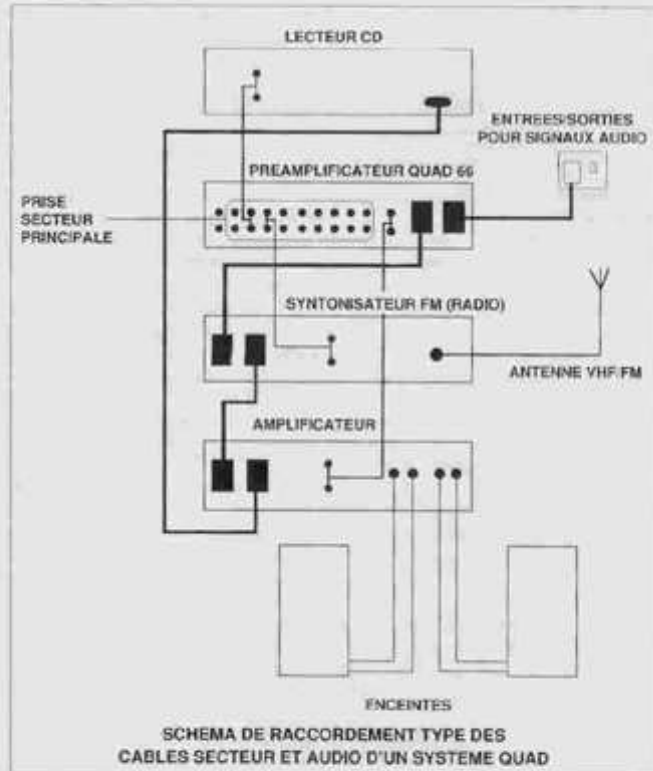 LECTEUR CD
ENTREES/SORTIES
POUR SIGNAUX AUDIO
PREAMPLIFICATEUR QUAD 66
PRISE
SECTEUR
PRINCIPALE
SYNTONISATEUR FM (RADIO)
ANTENNE VHF/FM
AMPLIFICATEUR
ENCEINTES
SCHEMA DE RACCORDEMENT TYPE DES
CABLES SECTEUR ET AUDIO D'UN SYSTEME QUAD